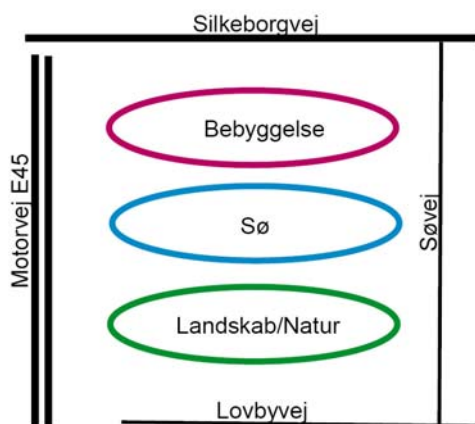 Silkeborgvej
Motorvej E45
Bebyggelse
Sø
Søvej
Landskab/Natur
Lovbyvej